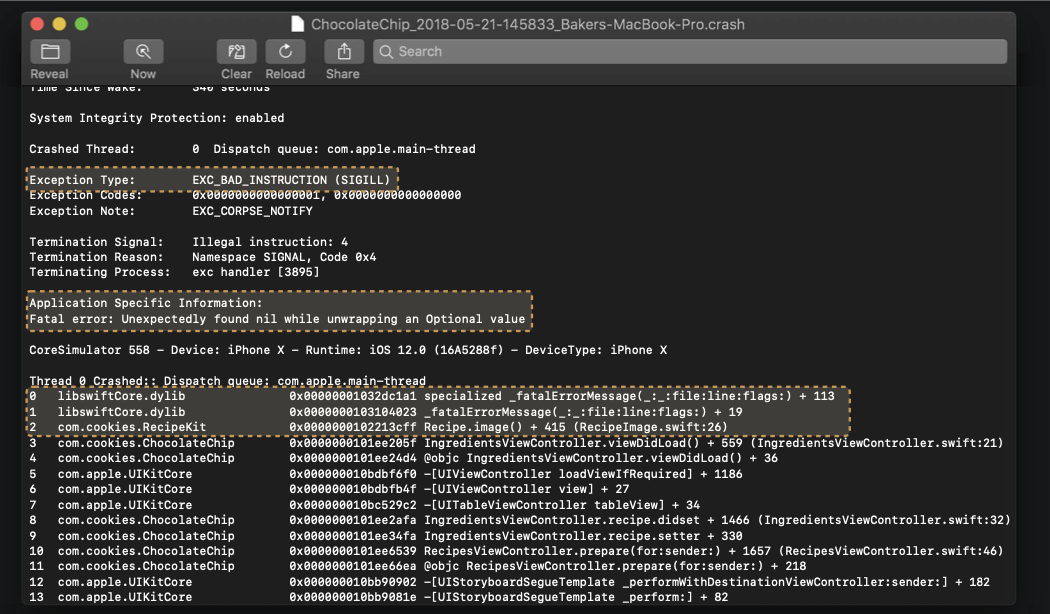 ChocolateChip_2018-05-21-145833_Bakers-MacBook-Pro.crash
Search
Reveal Now Clear Reload Share
Time Since Wake: 340 seconds
System Integrity Protection: enabled
Crashed Thread: 0 Dispatch queue: com.apple.main-thread
Exception Type: EXC_BAD_INSTRUCTION (SIGILL)
Exception Codes: 0x0000000000000001, 0x0000000000000000
Exception Note: EXC_CORPSE_NOTIFY
Termination Signal: Illegal instruction: 4
Termination Reason: Namespace SIGNAL, Code 0x4
Terminating Process: exc handler [3895]
Application Specific Information:
Fatal error: Unexpectedly found nil while unwrapping an Optional value
CoreSimulator 558 - Device: iPhone X - Runtime: iOS 12.0 (16A5288f) - DeviceType: iPhone X
Thread 0 Crashed:: Dispatch queue: com.apple.main-thread
0 libswiftCore.dylib 0x00000001032dc1a1 specialized _fatalErrorMessage(_:_:file:line:flags:) + 113
1 libswiftCore.dylib 0x0000000103104023 _fatalErrorMessage(_:_:file:line:flags:) + 19
2 com.cookies.RecipeKit 0x0000000102213cff Recipe.image() + 415 (RecipeImage.swift:26)
3 com.cookies.ChocolateChip 0x0000000101ee205f IngredientsViewController.viewDidLoad() + 559 (IngredientsViewController.swift:21)
4 com.cookies.ChocolateChip 0x0000000101ee24d4 @objc IngredientsViewController.viewDidLoad() + 36
5 com.apple.UIKitCore 0x000000010bdbf6f0 -[UIViewController loadViewIfRequired] + 1186
6 com.apple.UIKitCore 0x000000010bdbfb4f -[UIViewController view] + 27
7 com.apple.UIKitCore 0x000000010bc529c2 -[UITableViewController tableView] + 34
8 com.cookies.ChocolateChip 0x0000000101ee2afa IngredientsViewController.recipe.didset + 1466 (IngredientsViewController.swift:32)
9 com.cookies.ChocolateChip 0x0000000101ee34fa IngredientsViewController.recipe.setter + 330
10 com.cookies.ChocolateChip 0x0000000101ee6539 RecipesViewController.prepare(for:sender:) + 1657 (RecipesViewController.swift:46)
11 com.cookies.ChocolateChip 0x0000000101ee66ea @objc RecipesViewController.prepare(for:sender:) + 218
12 com.apple.UIKitCore 0x000000010bb90902 -[UIStoryboardSegueTemplate _performWithDestinationViewController:sender:] + 182
13 com.apple.UIKitCore 0x000000010bb9081e -[UIStoryboardSegueTemplate _perform:] + 82